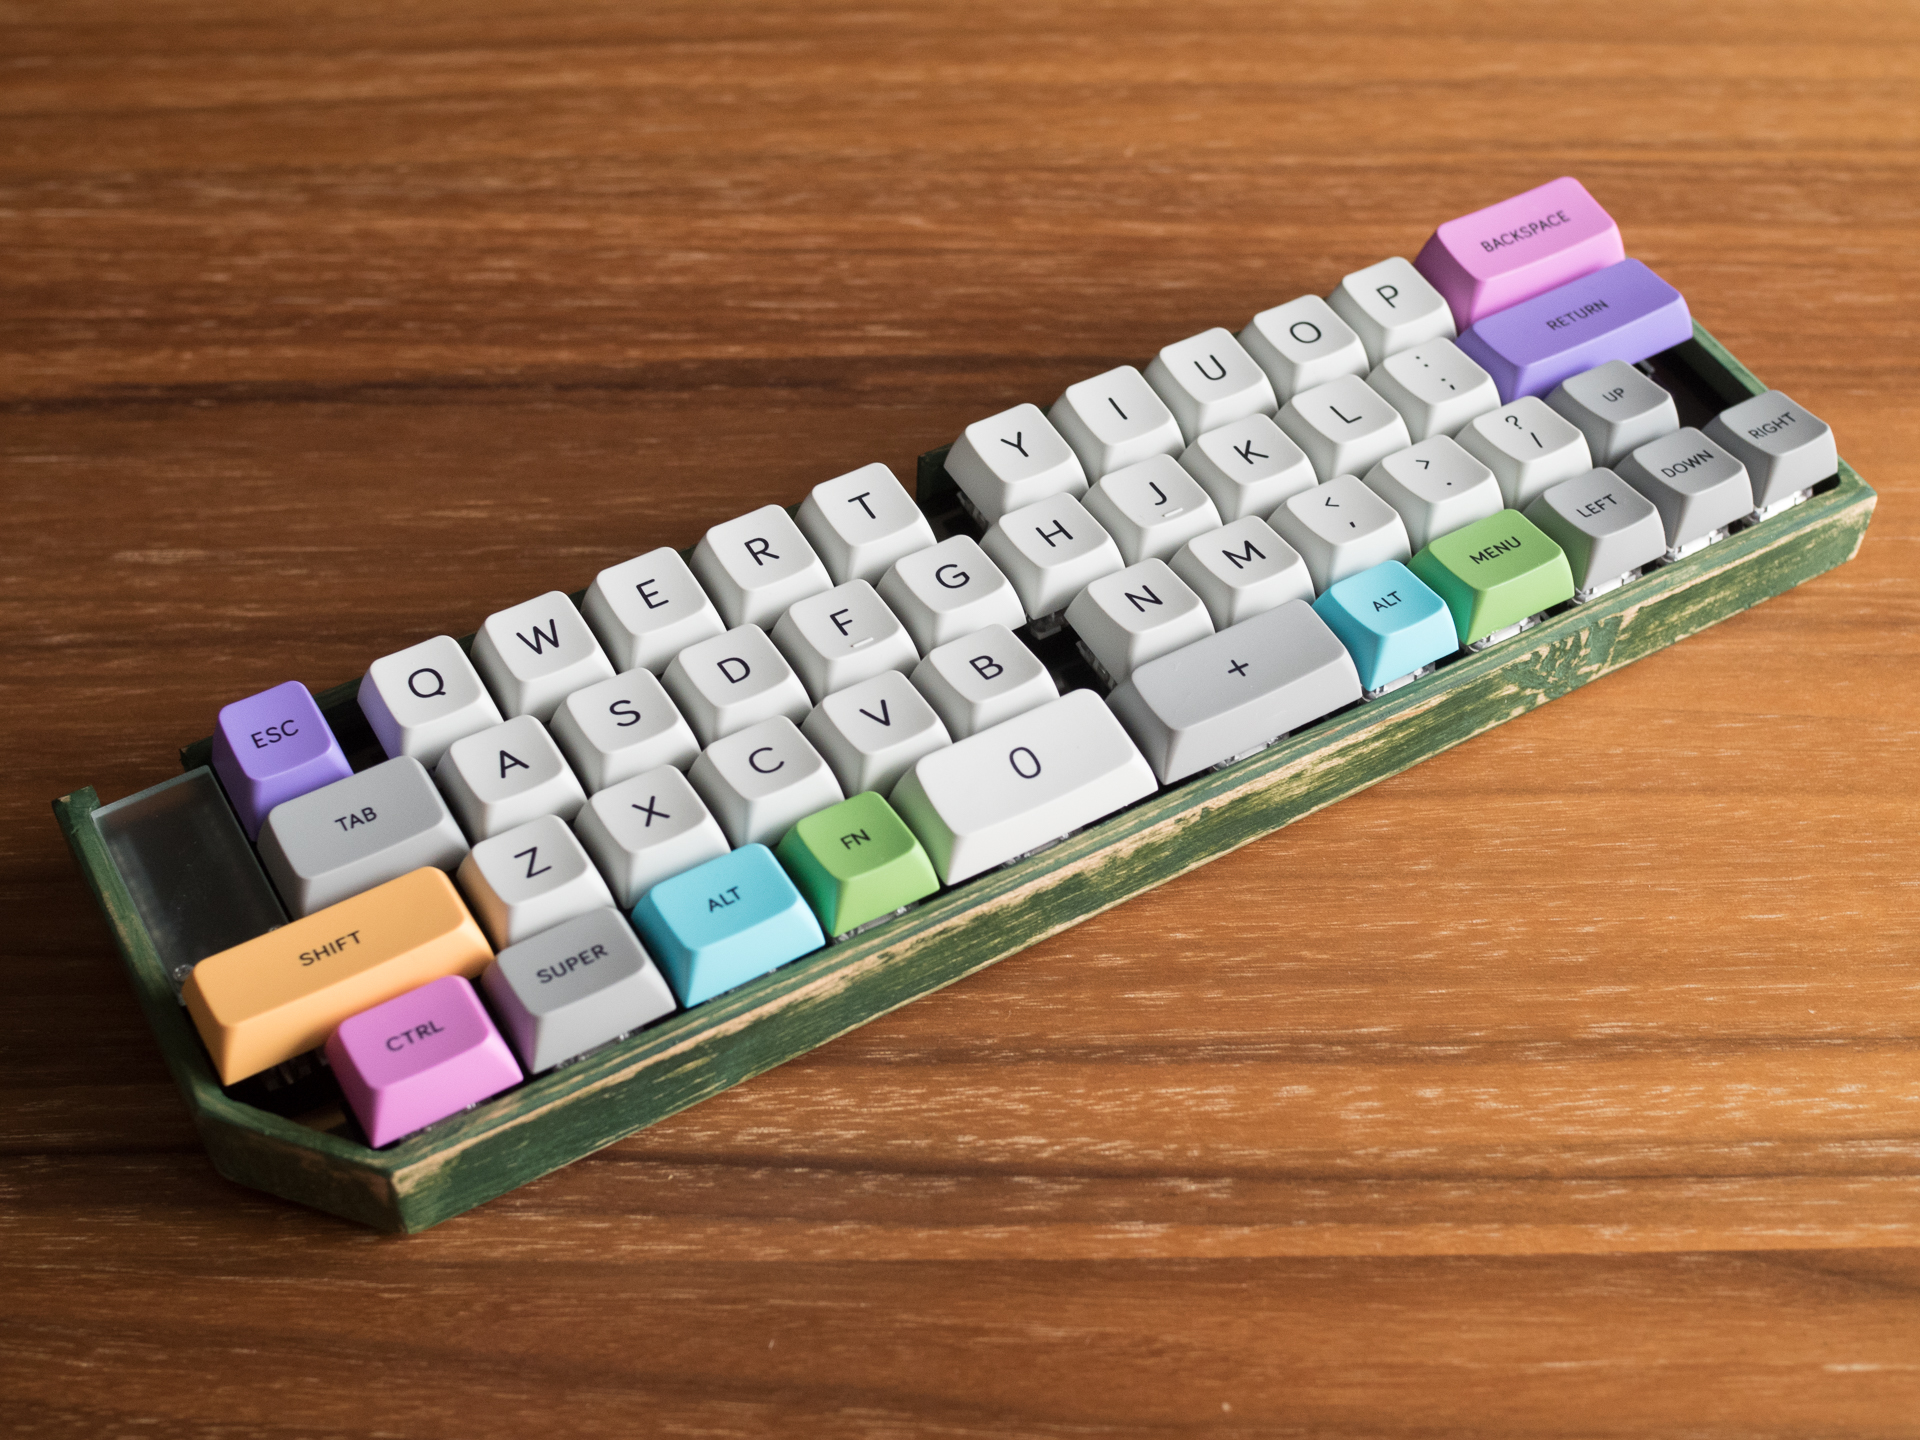 ESC Q W E R T Y I U O P BACKSPACE
TAB A S D F G H J K L : ; RETURN
SHIFT Z X C V B N M < , > . ? / UP
CTRL SUPER ALT FN 0 + ALT MENU LEFT DOWN RIGHT